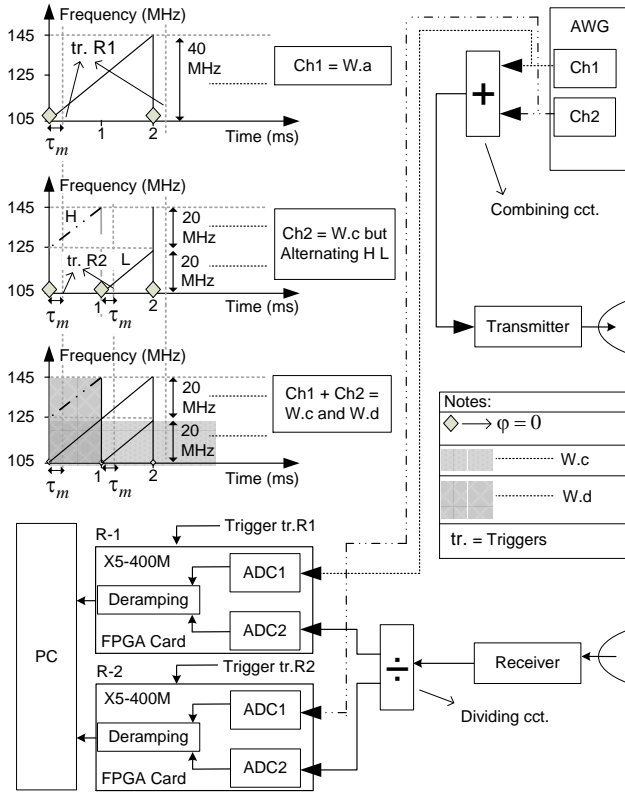 Frequency (MHz)
145
125
105
tr. R1
40
MHz
1
2
Time (ms)
τm
Ch1 = W.a
Frequency (MHz)
145
125
105
H
L
tr. R2
20
MHz
20
MHz
1
2
Time (ms)
τm
τm
Ch2 = W.c but
Alternating H L
Frequency (MHz)
145
125
105
20
MHz
20
MHz
1
2
Time (ms)
τm
τm
Ch1 + Ch2 =
W.c and W.d
AWG
Ch1
Ch2
+
Combining cct.
Transmitter
Notes:
φ = 0
W.c
W.d
tr. = Triggers
PC
R-1
Trigger tr.R1
X5-400M
ADC1
Deramping
ADC2
FPGA Card
R-2
Trigger tr.R2
X5-400M
ADC1
Deramping
ADC2
FPGA Card
÷
Dividing cct.
Receiver